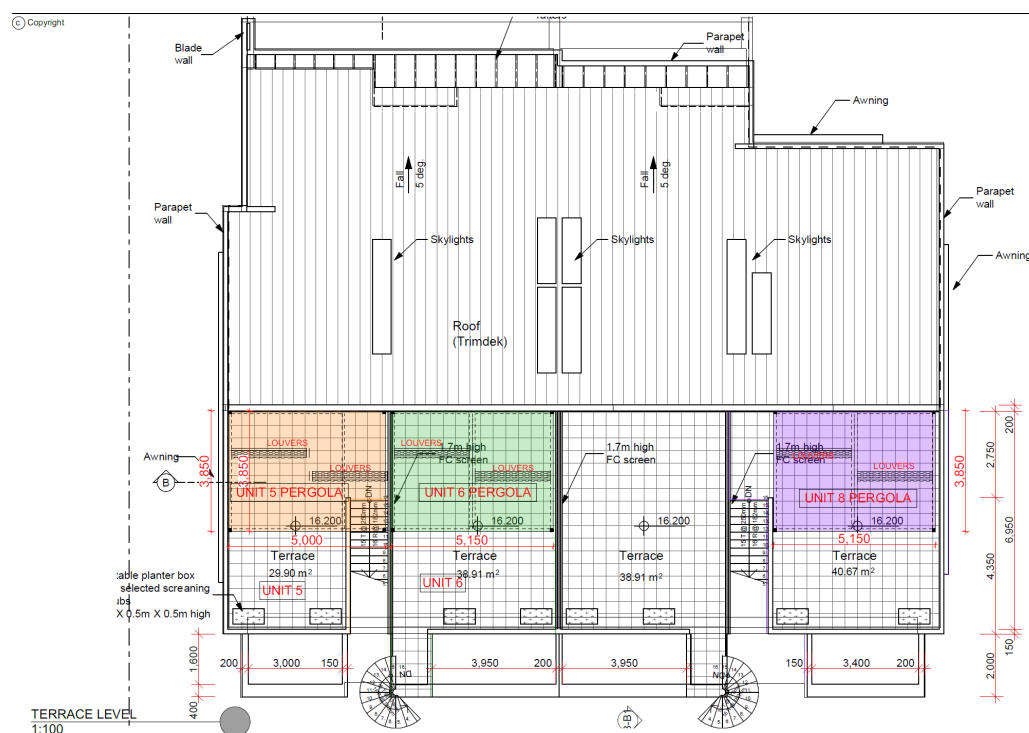 © Copyright
Blade
wall
Parapet
wall
Awning
Fall
5 deg.
Fall
5 deg.
Parapet
wall
Parapet
wall
Skylights
Skylights
Skylights
Awning
Roof
(Trimdek)
LOUVERS
LOUVERS
LOUVERS
LOUVERS
LOUVERS
1.7m high
FC screen
1.7m high
FC screen
1.7m high
FC screen
Awning
B
3,850
3,850
3,850
200
2,750
6,950
4,350
150
2,000
UNIT 5 PERGOLA
UNIT 6 PERGOLA
UNIT 8 PERGOLA
DN
DN
16.200
16.200
16.200
16.200
5,000
5,150
5,150
Terrace
29.90 m²
Terrace
38.91 m²
Terrace
38.91 m²
Terrace
40.67 m²
UNIT 5
UNIT 6
table planter box
selected screaning
ubs
X 0.5m X 0.5m high
1,600
400
200
3,000
150
3,950
200
3,950
150
3,400
200
DN
DN
TERRACE LEVEL
1:100